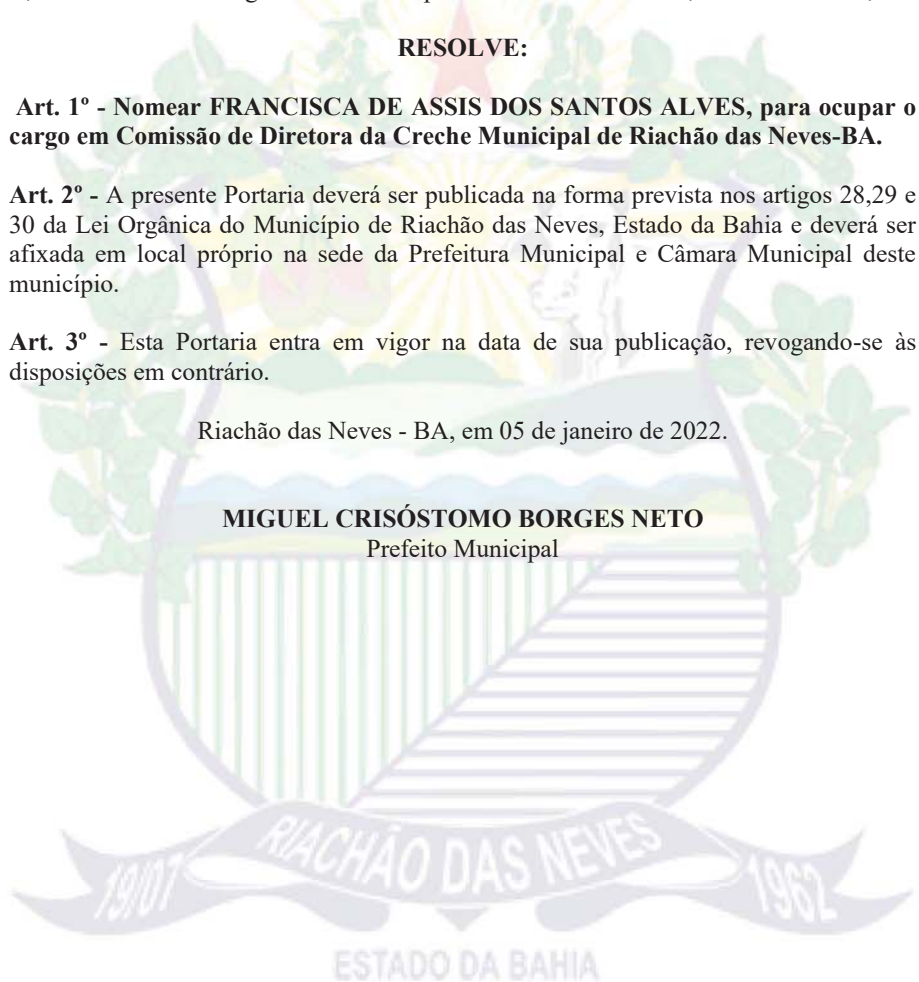 RESOLVE:
Art. 1º - Nomear FRANCISCA DE ASSIS DOS SANTOS ALVES, para ocupar o
cargo em Comissão de Diretora da Creche Municipal de Riachão das Neves-BA.
Art. 2º - A presente Portaria deverá ser publicada na forma prevista nos artigos 28,29 e
30 da Lei Orgânica do Município de Riachão das Neves, Estado da Bahia e deverá ser
afixada em local próprio na sede da Prefeitura Municipal e Câmara Municipal deste
município.
Art. 3º - Esta Portaria entra em vigor na data de sua publicação, revogando-se às
disposições em contrário.
Riachão das Neves - BA, em 05 de janeiro de 2022.
MIGUEL CRISÓSTOMO BORGES NETO
Prefeito Municipal
19/07 RIACHÃO DAS NEVES 1962
ESTADO DA BAHIA